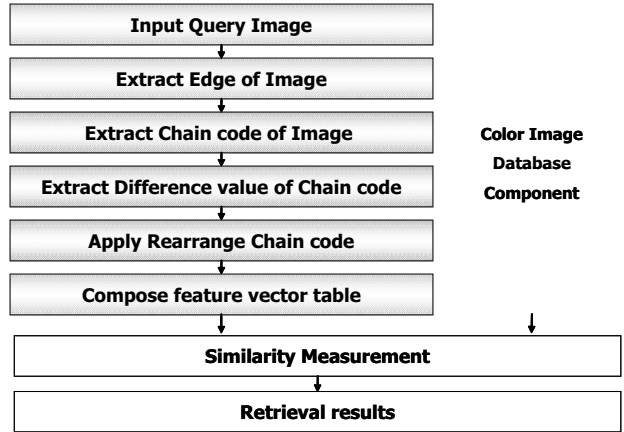 Input Query Image
Extract Edge of Image
Extract Chain code of Image
Extract Difference value of Chain code
Apply Rearrange Chain code
Compose feature vector table
Color Image
Database
Component
Similarity Measurement
Retrieval results